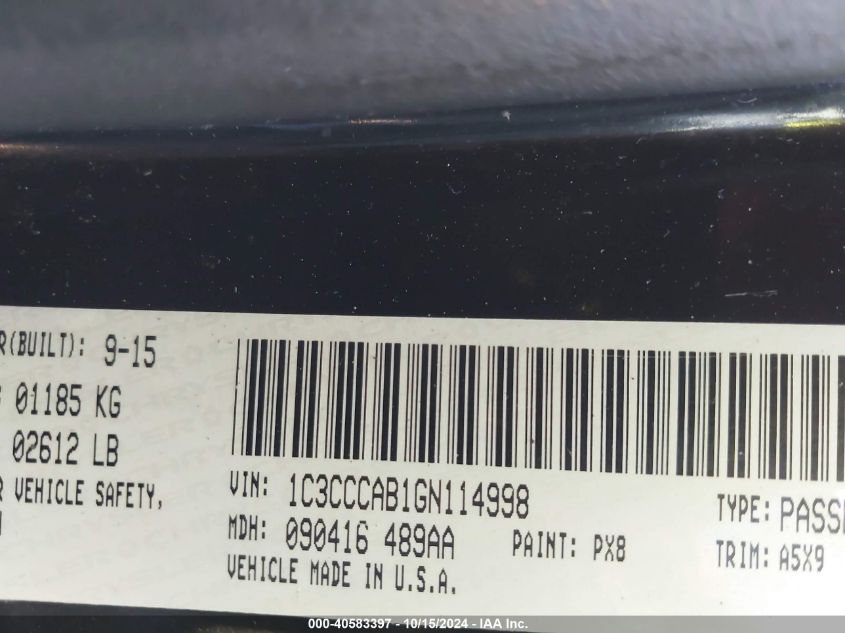 R(BUILT): 9-15
: 01185 KG
02612 LB
R VEHICLE SAFETY,
VIN: 1C3CCCAB1GN114998
MDH: 090416 489AA
PAINT: PX8
VEHICLE MADE IN U.S.A.
TYPE: PASS
TRIM: A5X9
000-40583397 - 10/15/2024 - IAA Inc.